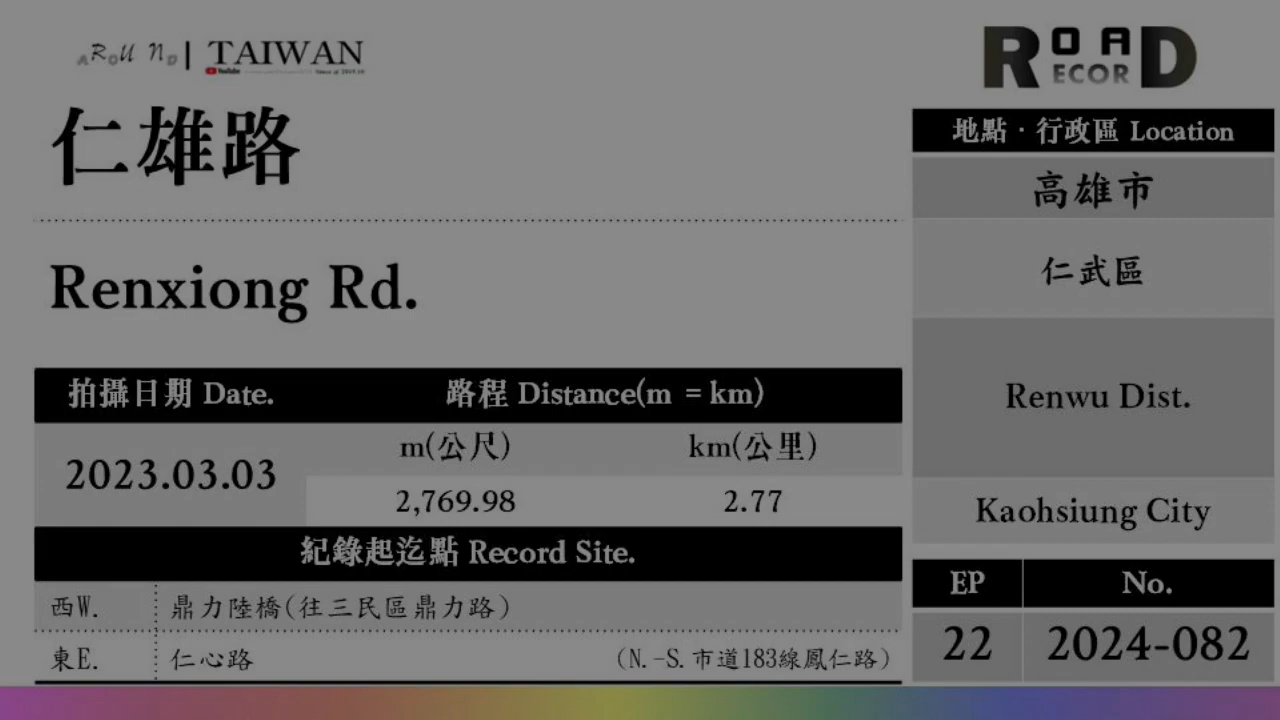 AROUND | TAIWAN
YouTube
仁雄路
Renxiong Rd.
拍攝日期 Date.
路程 Distance(m = km)
2023.03.03
m(公尺)
km(公里)
2,769.98
2.77
紀錄起迄點 Record Site.
西W.
鼎力陸橋(往三民區鼎力路)
東E.
仁心路
(N.-S.市道183線鳳仁路)
ROAD
RECORD
地點·行政區 Location
高雄市
仁武區
Renwu Dist.
Kaohsiung City
EP
No.
22
2024-082